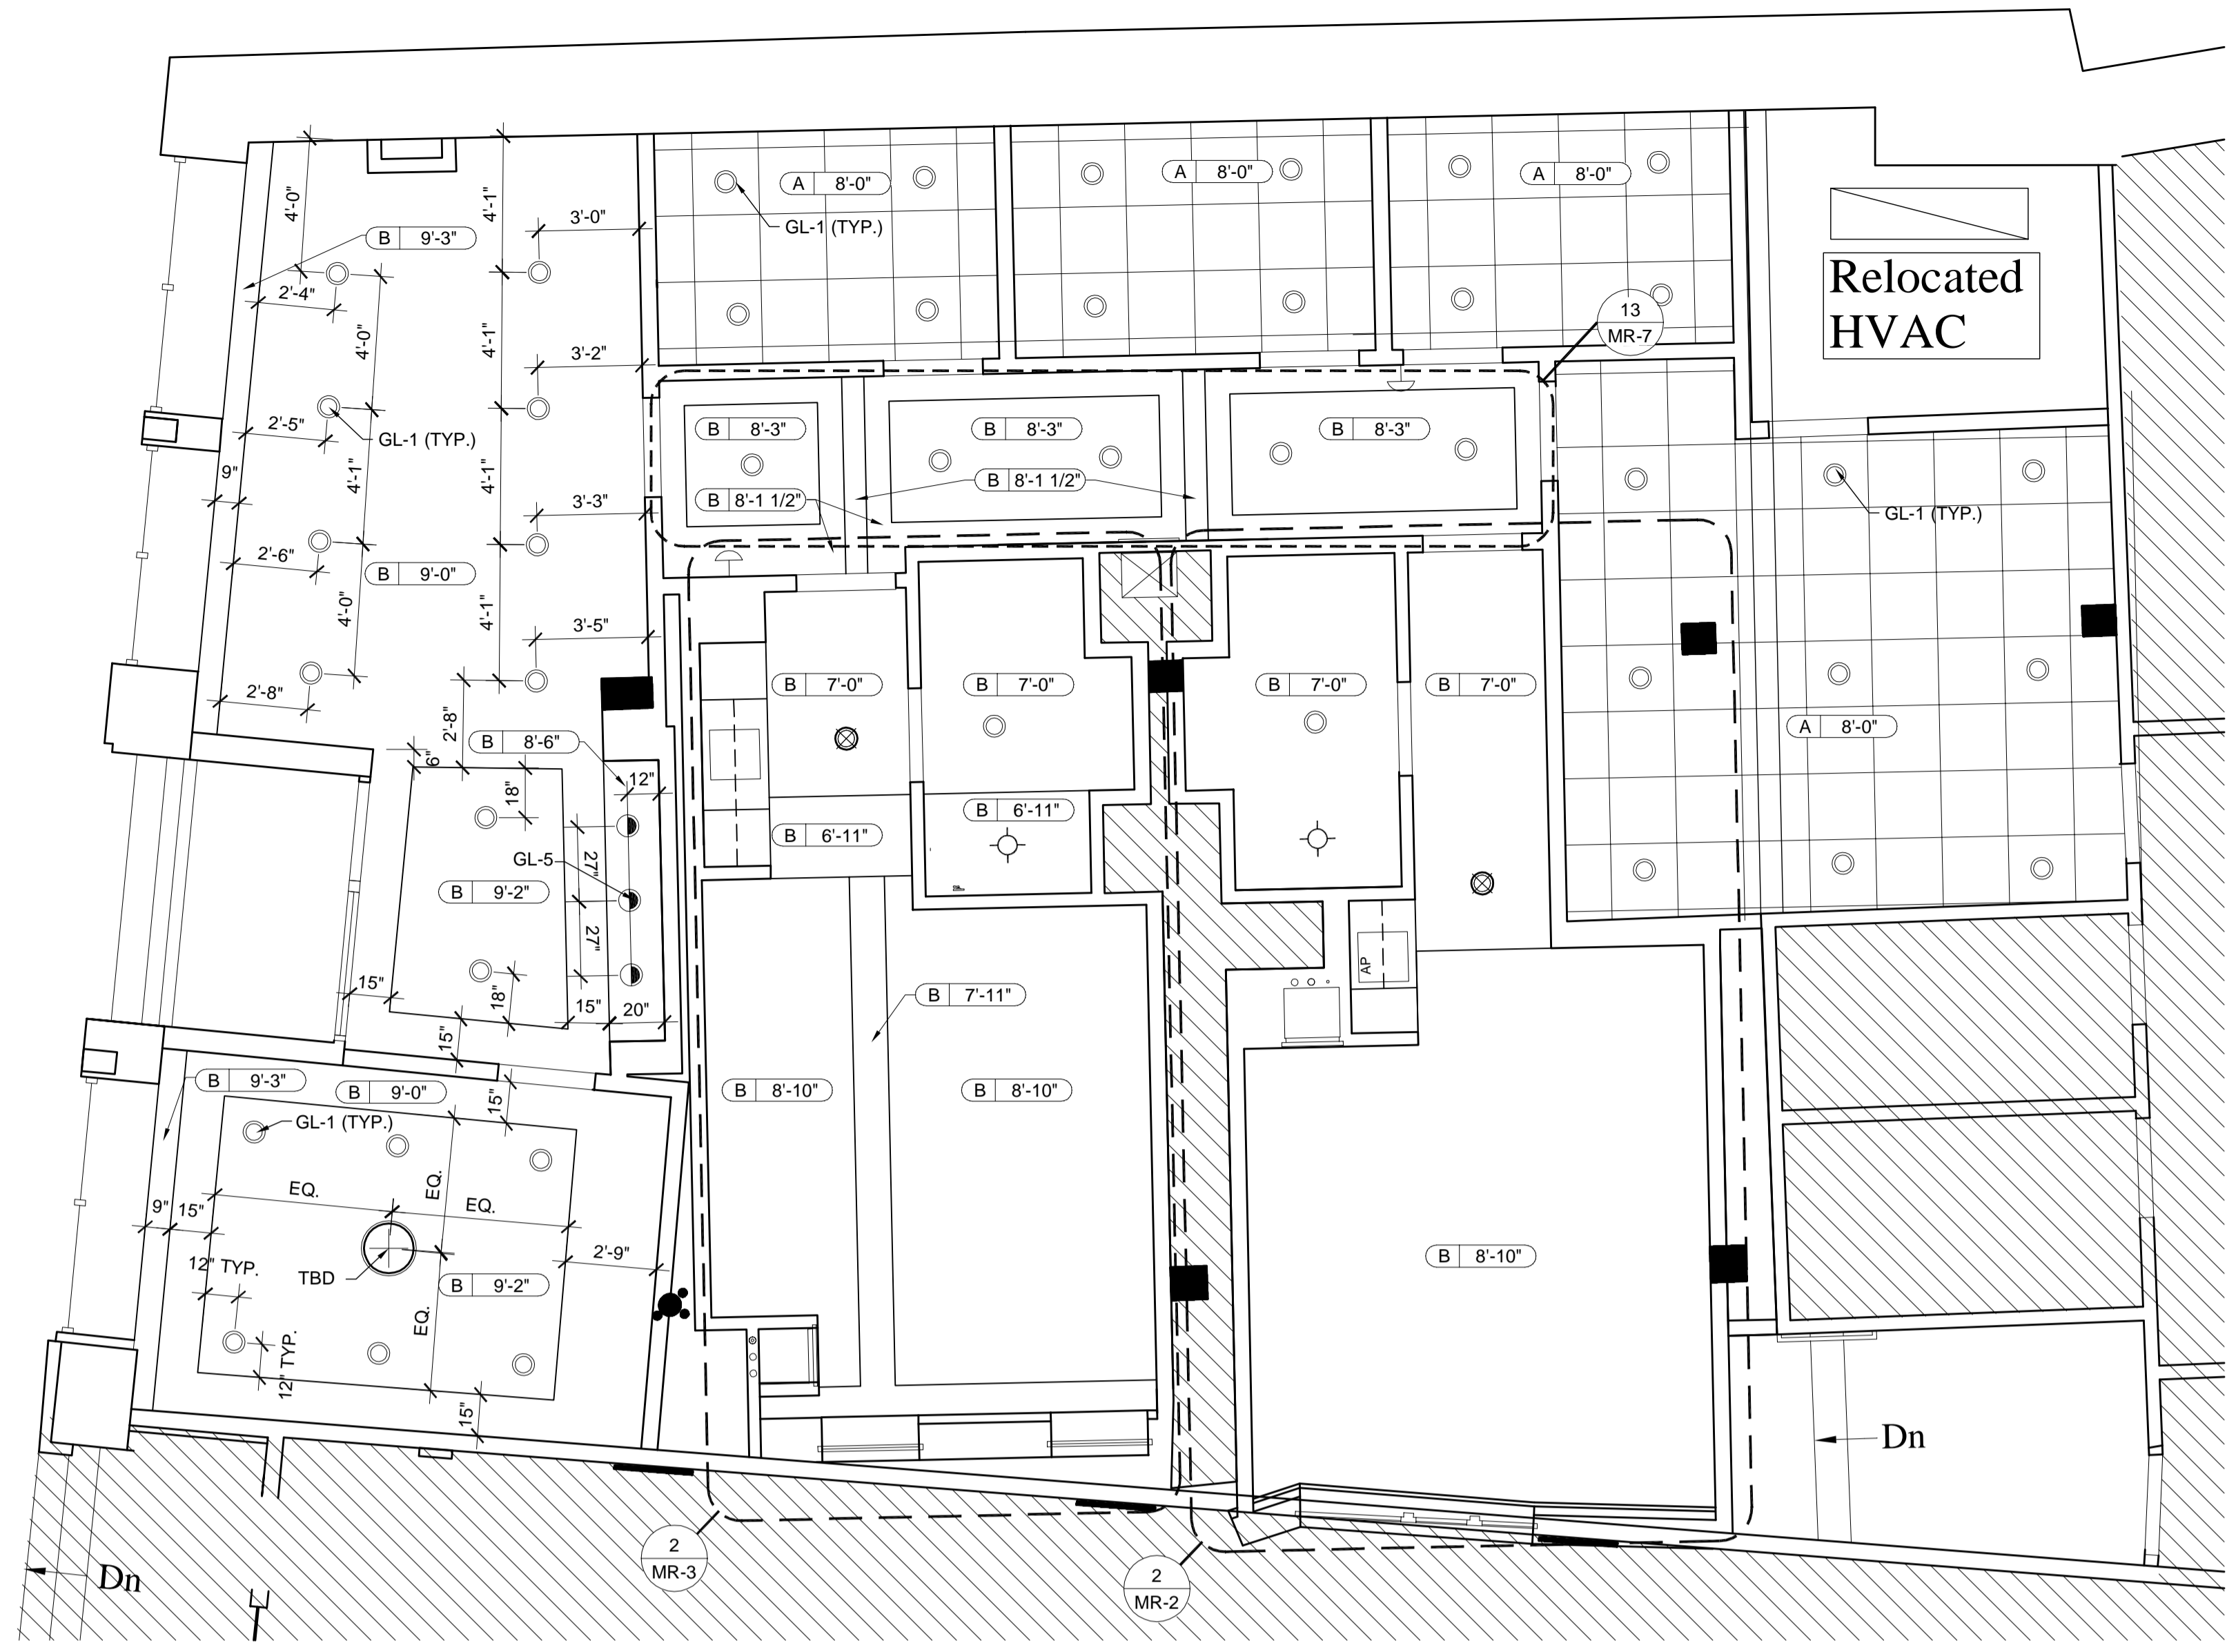 A 8'-0"
A 8'-0"
A 8'-0"
4'-0"
4'-1"
3'-0"
GL-1 (TYP.)
B 9'-3"
Relocated
HVAC
2'-4"
4'-0"
4'-1"
3'-2"
13
MR-7
2'-5"
GL-1 (TYP.)
B 8'-3"
B 8'-3"
B 8'-3"
9"
4'-1"
4'-1"
B 8'-1 1/2"
B 8'-1 1/2"
3'-3"
GL-1 (TYP.)
2'-6"
B 9'-0"
4'-0"
4'-1"
3'-5"
2'-8"
B 7'-0"
B 7'-0"
B 7'-0"
B 7'-0"
2'-8"
B 8'-6"
A 8'-0"
6"
18"
12"
B 6'-11"
B 6'-11"
GL-5
27"
B 9'-2"
27"
AP
15"
18"
15"
20"
B 7'-11"
15"
B 9'-3"
B 9'-0"
15"
B 8'-10"
B 8'-10"
GL-1 (TYP.)
EQ.
EQ.
EQ.
9"
15"
12" TYP.
TBD
2'-9"
B 9'-2"
B 8'-10"
EQ.
12" TYP.
15"
Dn
2
MR-3
2
MR-2
Dn